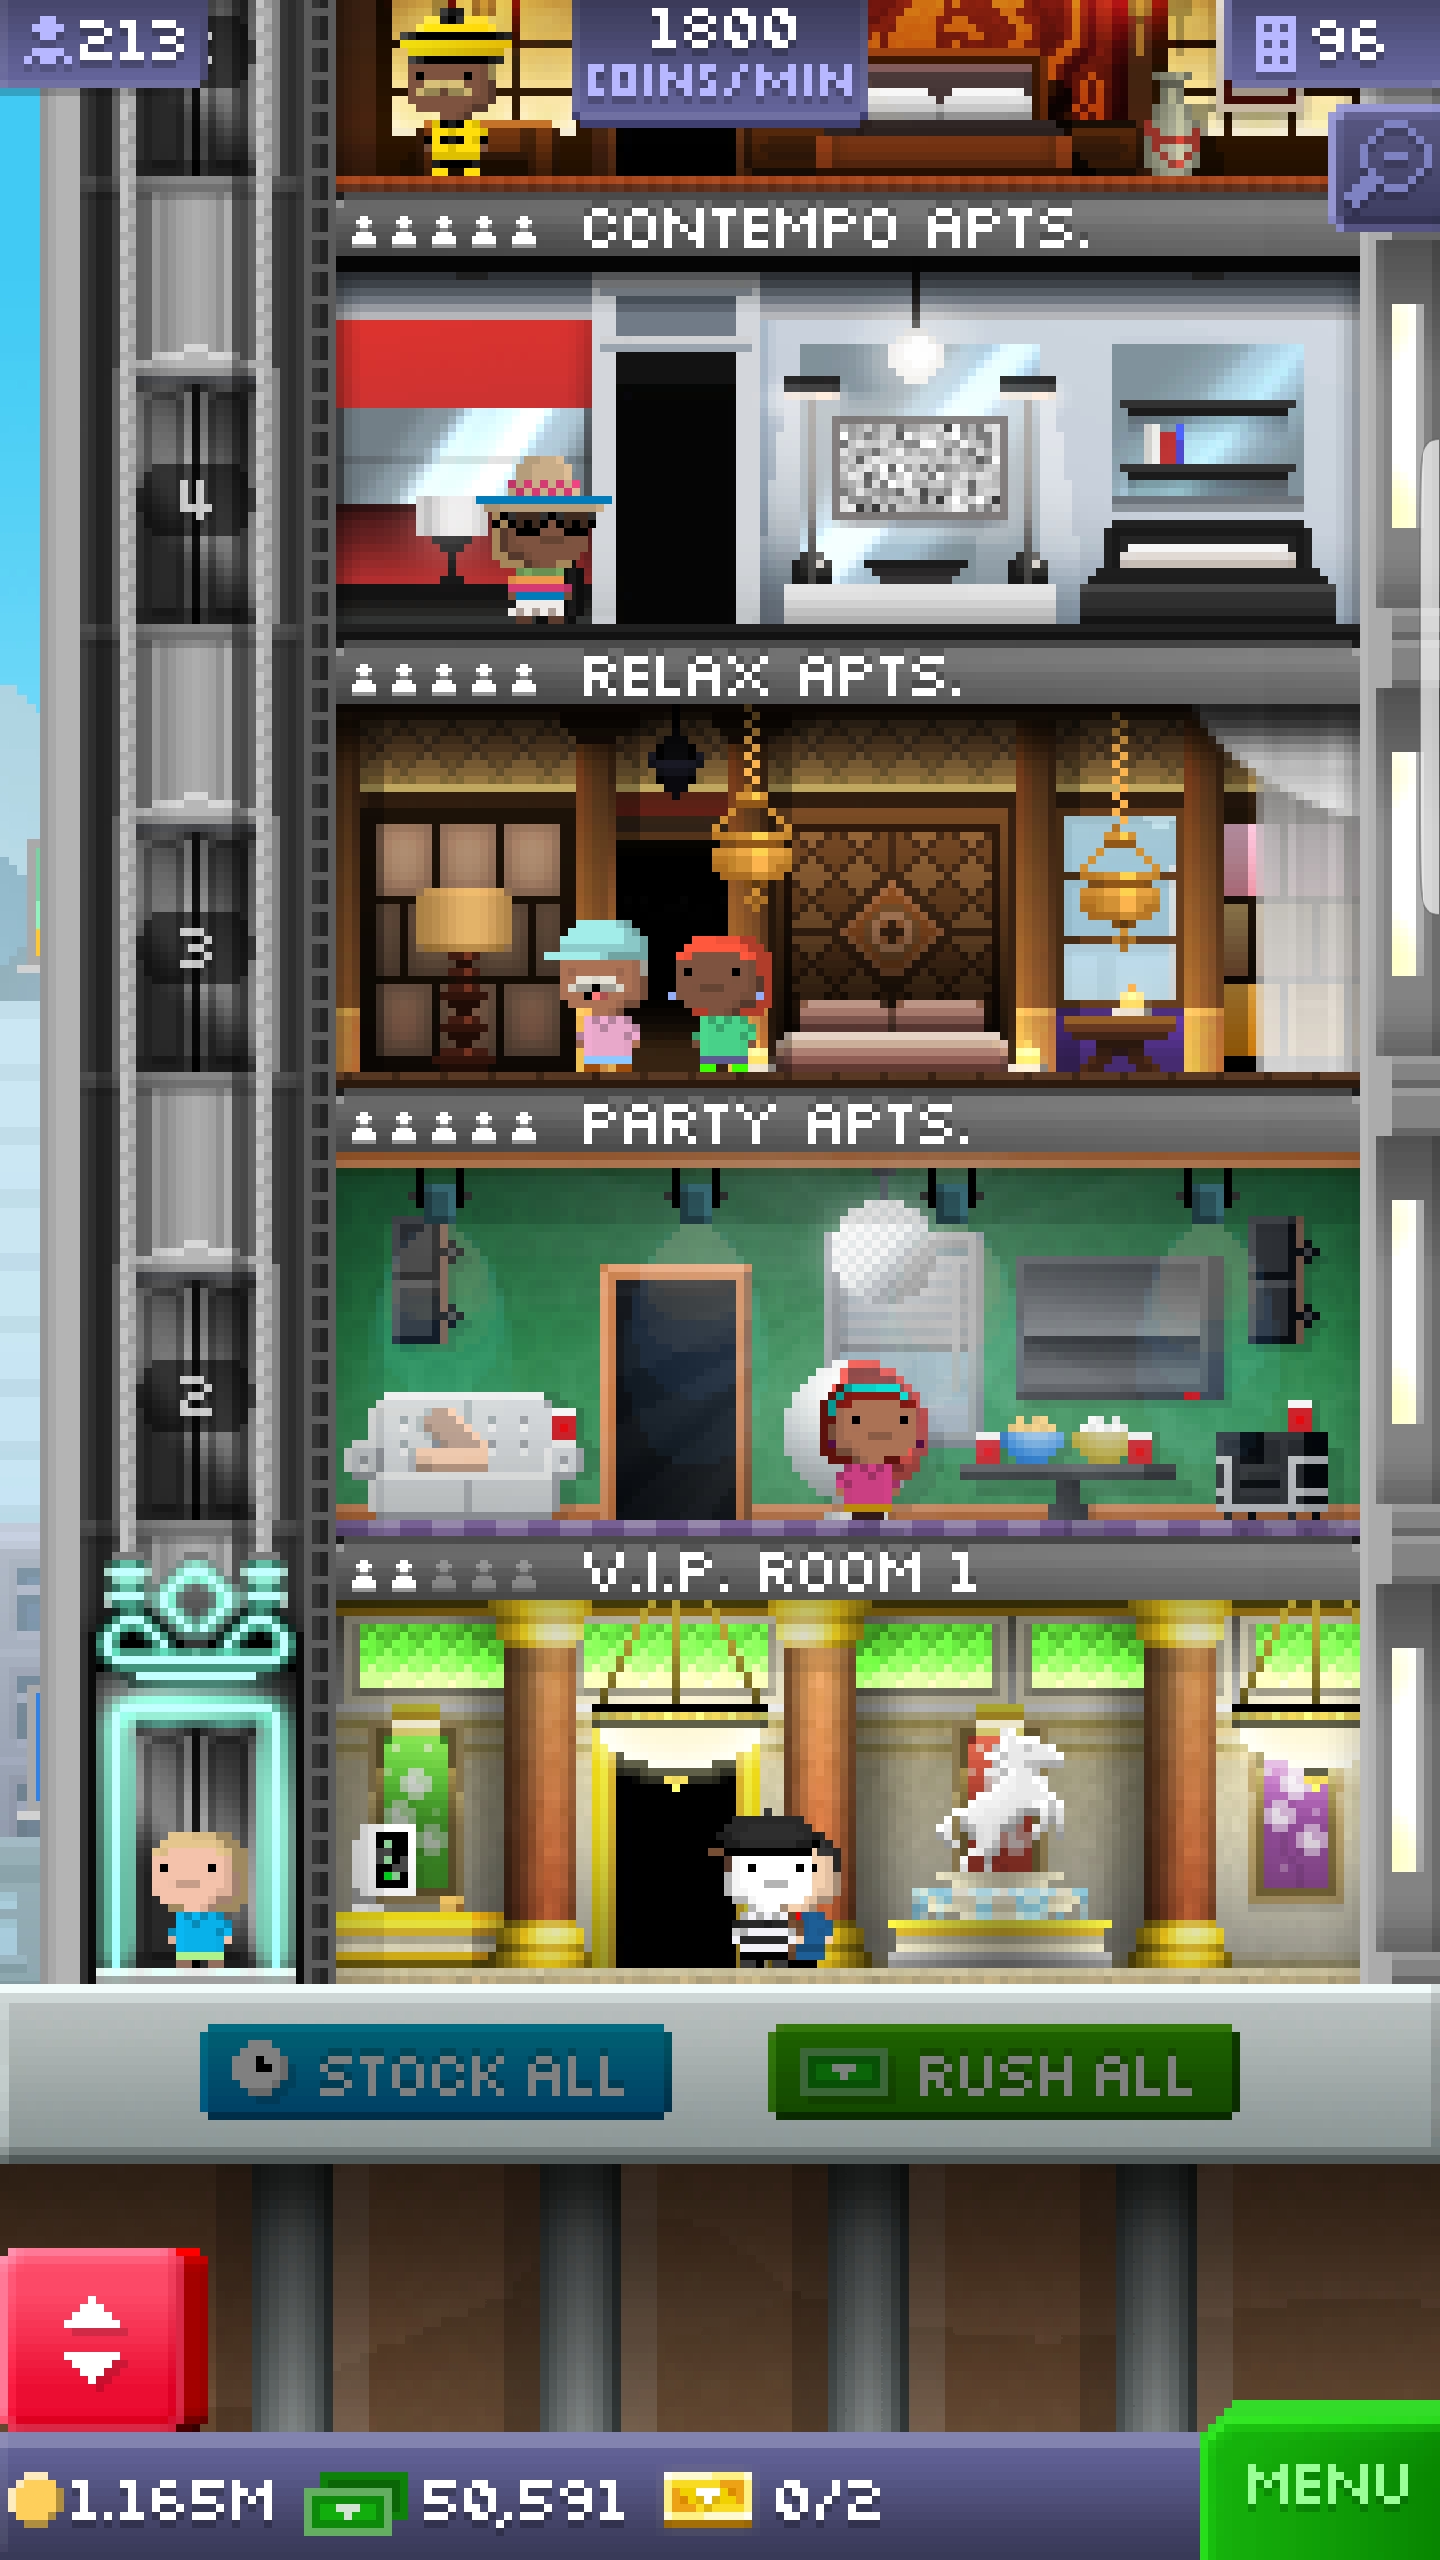 213
1800
COINS/MIN
96
CONTEMPO APTS.
4
RELAX APTS.
3
PARTY APTS.
2
V.I.P. ROOM 1
STOCK ALL
RUSH ALL
1.165M
50,591
0/2
MENU